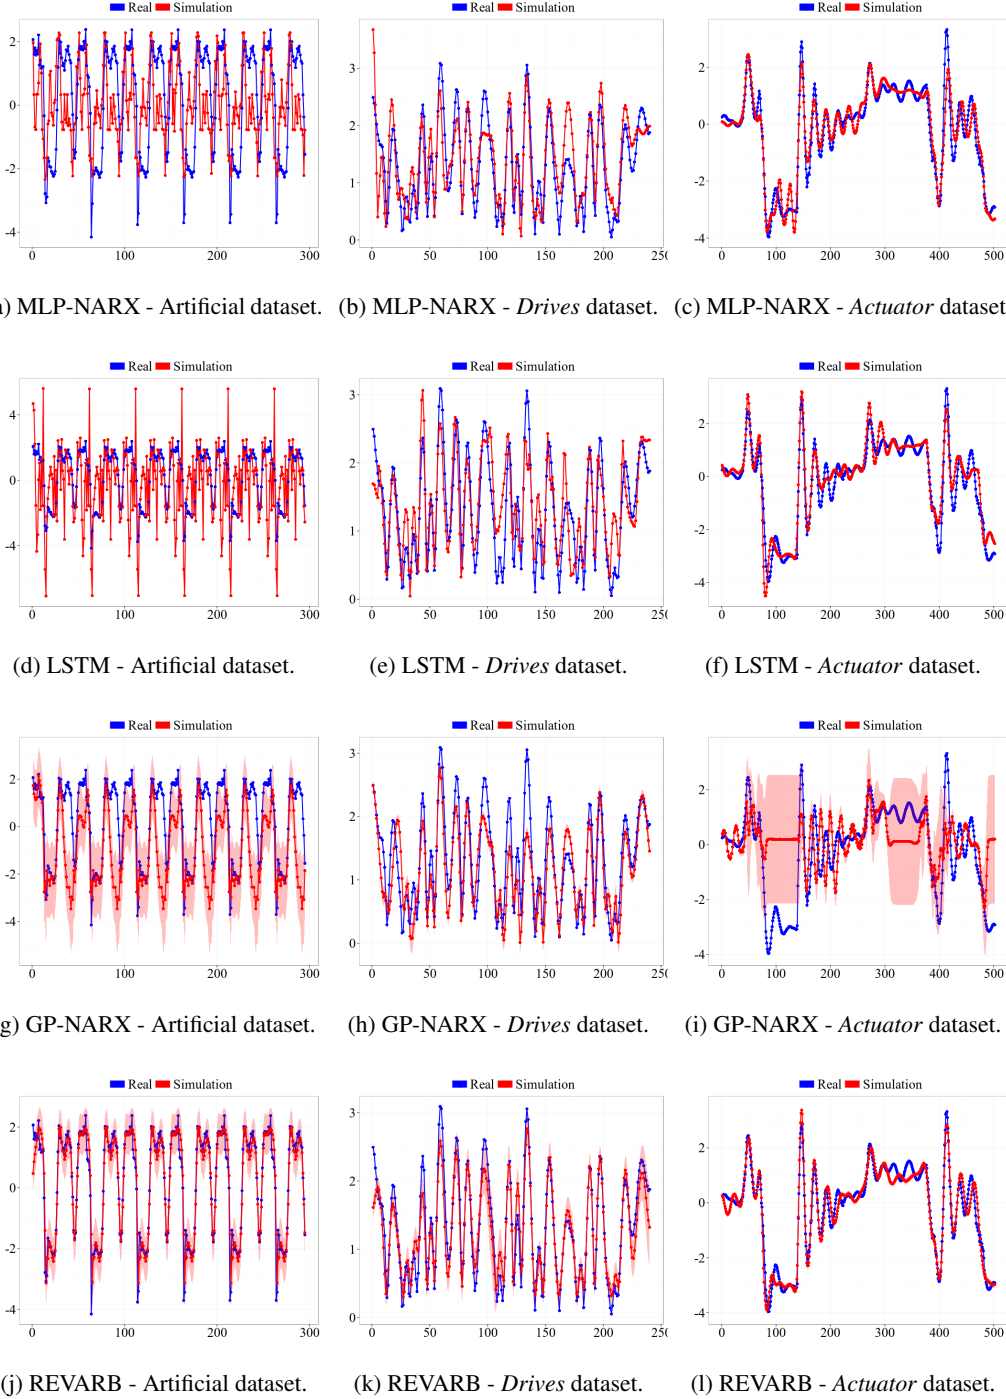 Real Simulation Real Simulation Real Simulation
2
0
-2
-4
0 100 200 300
3
2
1
0
0 50 100 150 200 250
2
0
-2
-4
0 100 200 300 400 500
) MLP-NARX - Artificial dataset. (b) MLP-NARX - Drives dataset. (c) MLP-NARX - Actuator dataset
Real Simulation Real Simulation Real Simulation
4
0
-4
0 100 200 300
3
2
1
0
0 50 100 150 200 250
2
0
-2
-4
0 100 200 300 400 500
(d) LSTM - Artificial dataset. (e) LSTM - Drives dataset. (f) LSTM - Actuator dataset.
Real Simulation Real Simulation Real Simulation
2
0
-2
-4
0 100 200 300
3
2
1
0
0 50 100 150 200 250
2
0
-2
-4
0 100 200 300 400 500
g) GP-NARX - Artificial dataset. (h) GP-NARX - Drives dataset. (i) GP-NARX - Actuator dataset.
Real Simulation Real Simulation Real Simulation
2
0
-2
-4
0 100 200 300
3
2
1
0
0 50 100 150 200 250
2
0
-2
-4
0 100 200 300 400 500
(j) REVARB - Artificial dataset. (k) REVARB - Drives dataset. (l) REVARB - Actuator dataset.